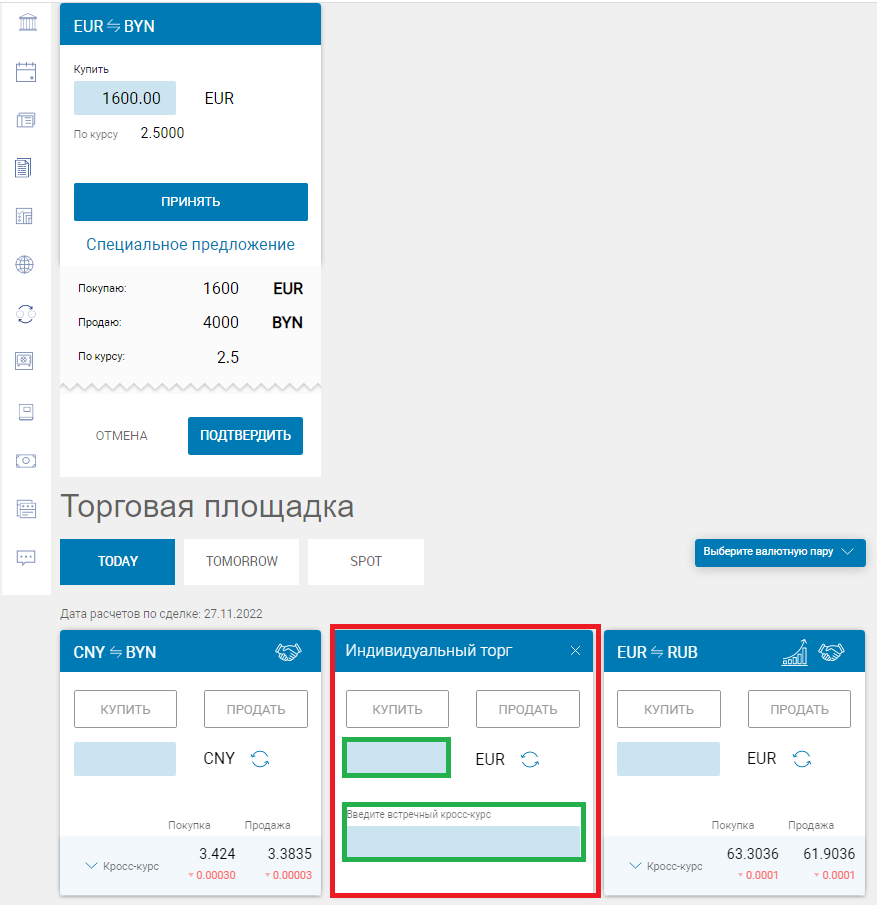 EUR ⇋ BYN
Купить
1600.00 EUR
По курсу 2.5000
ПРИНЯТЬ
Специальное предложение
Покупаю: 1600 EUR
Продаю: 4000 BYN
По курсу: 2.5
ОТМЕНА ПОДТВЕРДИТЬ
Торговая площадка
TODAY TOMORROW SPOT Выберите валютную пару
Дата расчетов по сделке: 27.11.2022
CNY ⇋ BYN
КУПИТЬ ПРОДАТЬ
CNY
Покупка Продажа
Кросс-курс 3.424 3.3835
0.00030 0.00003
Индивидуальный торг
КУПИТЬ ПРОДАТЬ
EUR
Введите встречный кросс-курс
EUR ⇋ RUB
КУПИТЬ ПРОДАТЬ
EUR
Покупка Продажа
Кросс-курс 63.3036 61.9036
0.0001 0.0001